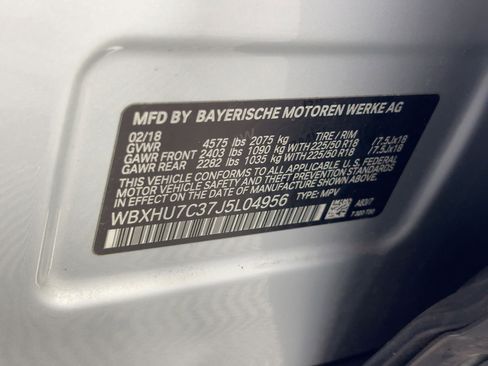 MFD BY BAYERISCHE MOTOREN WERKE AG
02/18
GVWR 4575 lbs 2075 kg TIRE / RIM
GAWR FRONT 2403 lbs 1090 kg WITH 225/50 R18 /7.5Jx18
GAWR REAR 2282 lbs 1035 kg WITH 225/50 R18 /7.5Jx18
THIS VEHICLE CONFORMS TO ALL APPLICABLE U.S. FEDERAL
MOTOR VEHICLE SAFETY AND THEFT PREVENTION STANDARDS
IN EFFECT ON THE DATE OF MANUFACTURE SHOWN ABOVE.
WBXHU7C37J5L04956 TYPE: MPV